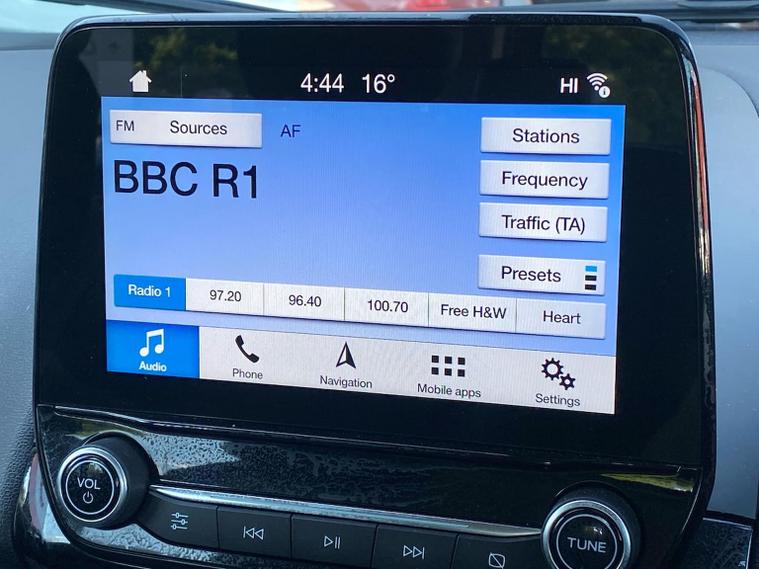 4:44 16° HI
FM Sources AF
BBC R1
Stations
Frequency
Traffic (TA)
Presets
Radio 1 97.20 96.40 100.70 Free H&W Heart
Audio Phone Navigation Mobile apps Settings
VOL
TUNE